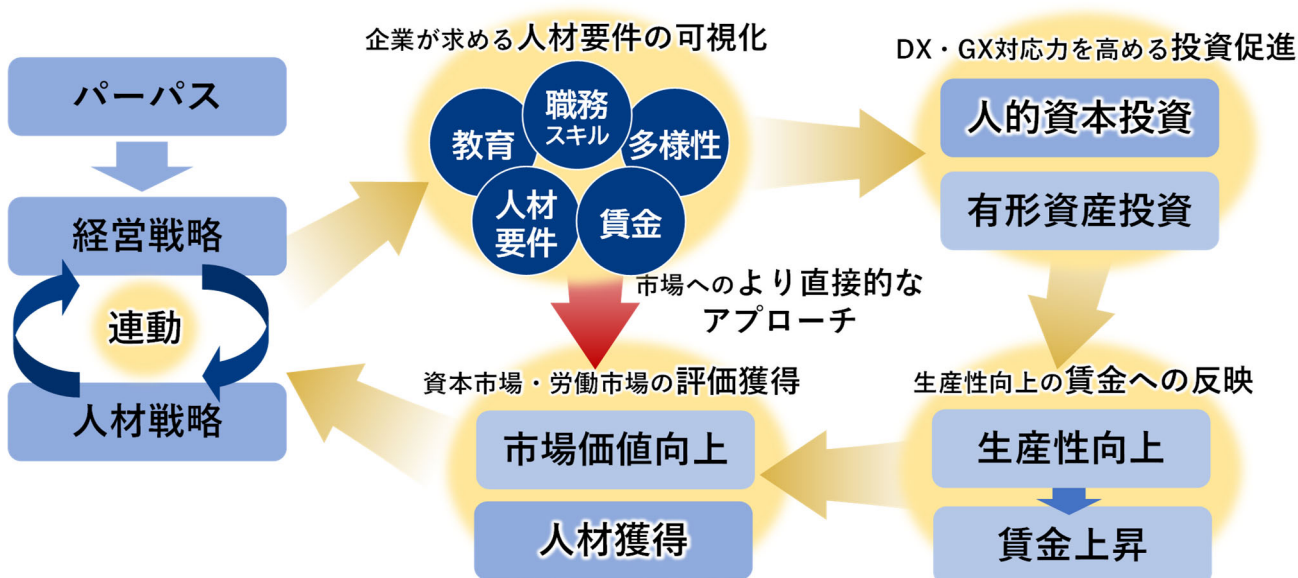 パーパス
経営戦略
連動
人材戦略
企業が求める人材要件の可視化
職務
スキル
教育
多様性
人材
要件
賃金
市場へのより直接的な
アプローチ
DX・GX対応力を高める投資促進
人的資本投資
有形資産投資
資本市場・労働市場の評価獲得
市場価値向上
人材獲得
生産性向上の賃金への反映
生産性向上
賃金上昇